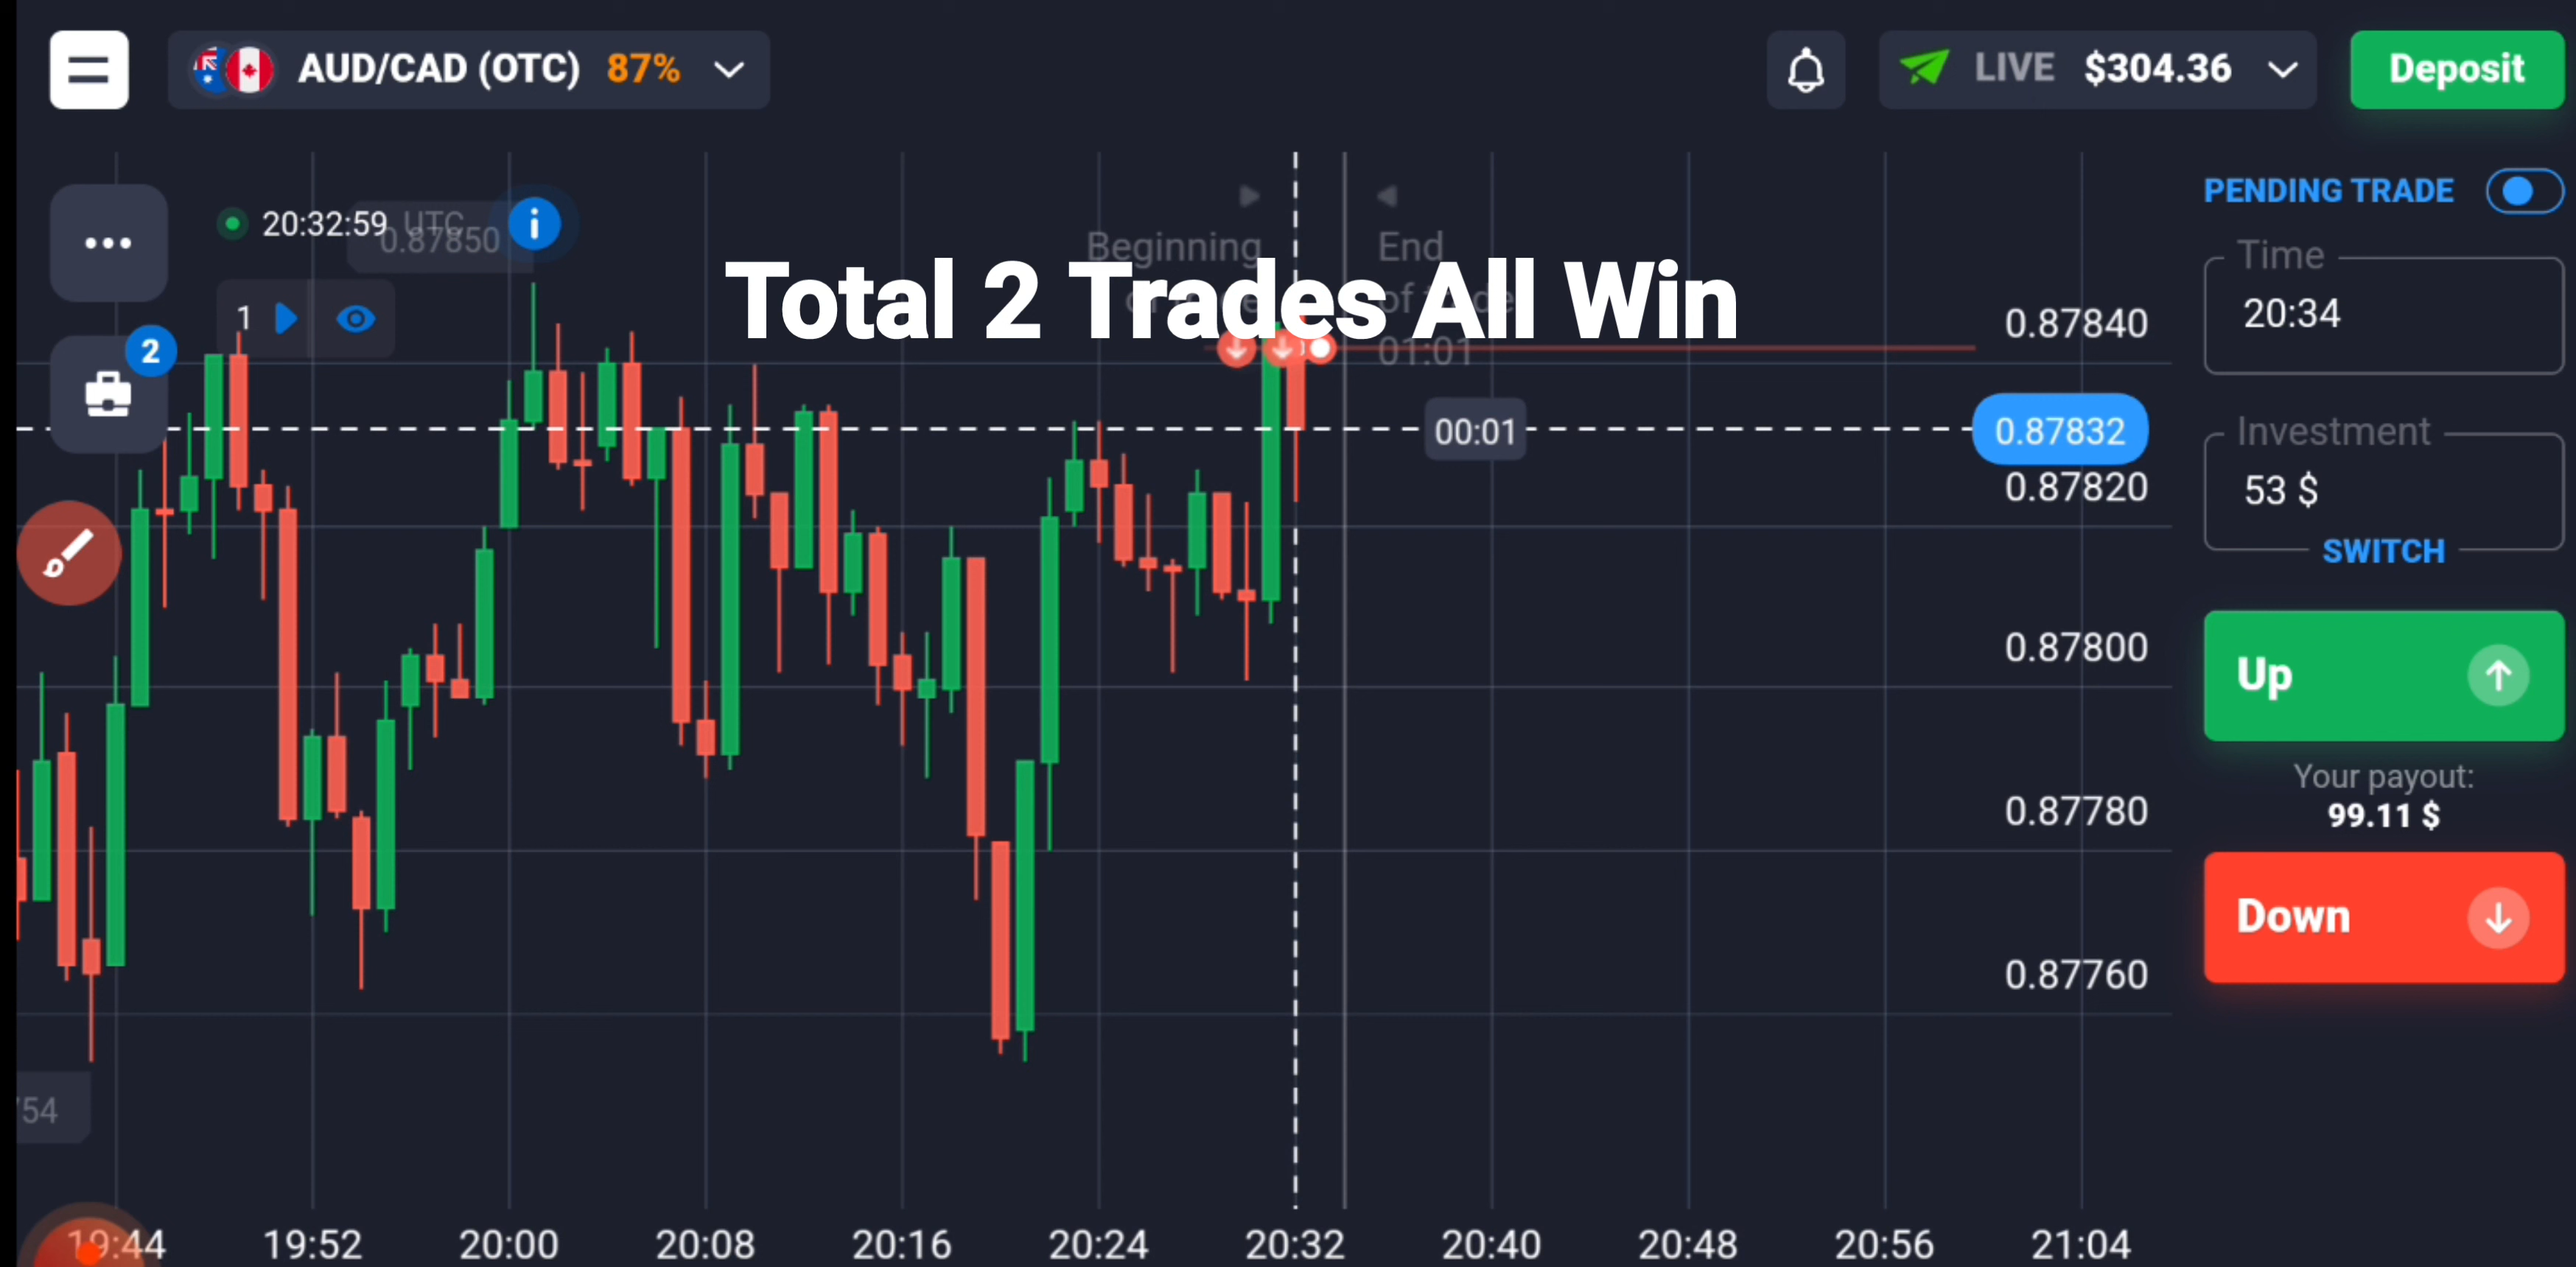 AUD/CAD (OTC) 87%
LIVE $304.36
Deposit
20:32:59 UTC
0.87850
Beginning
End
PENDING TRADE
Time
20:34
Total 2 Trades All Win
1
2
0.87840
01:01
Investment
53 $
SWITCH
00:01
0.87832
0.87820
0.87800
Up
Your payout:
99.11 $
0.87780
Down
0.87760
54
19:44 19:52 20:00 20:08 20:16 20:24 20:32 20:40 20:48 20:56 21:04